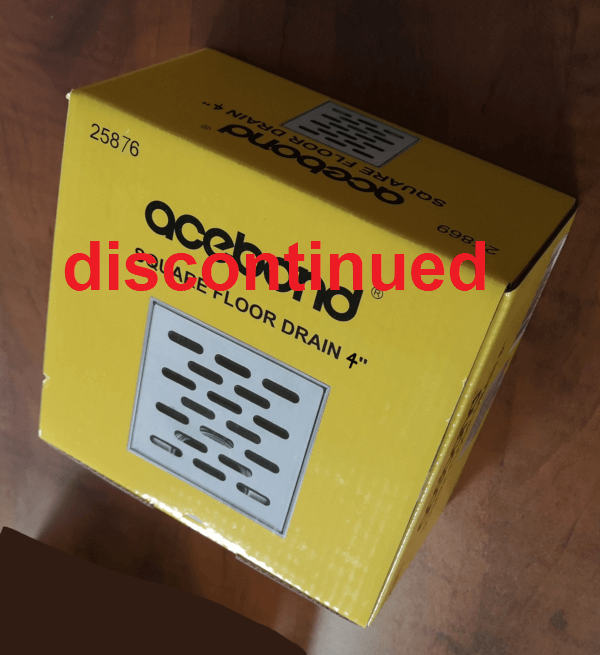 SQUARE FLOOR DRAIN 4"
acebond®
25876
acebond®
discontinued
SQUARE FLOOR DRAIN 4"